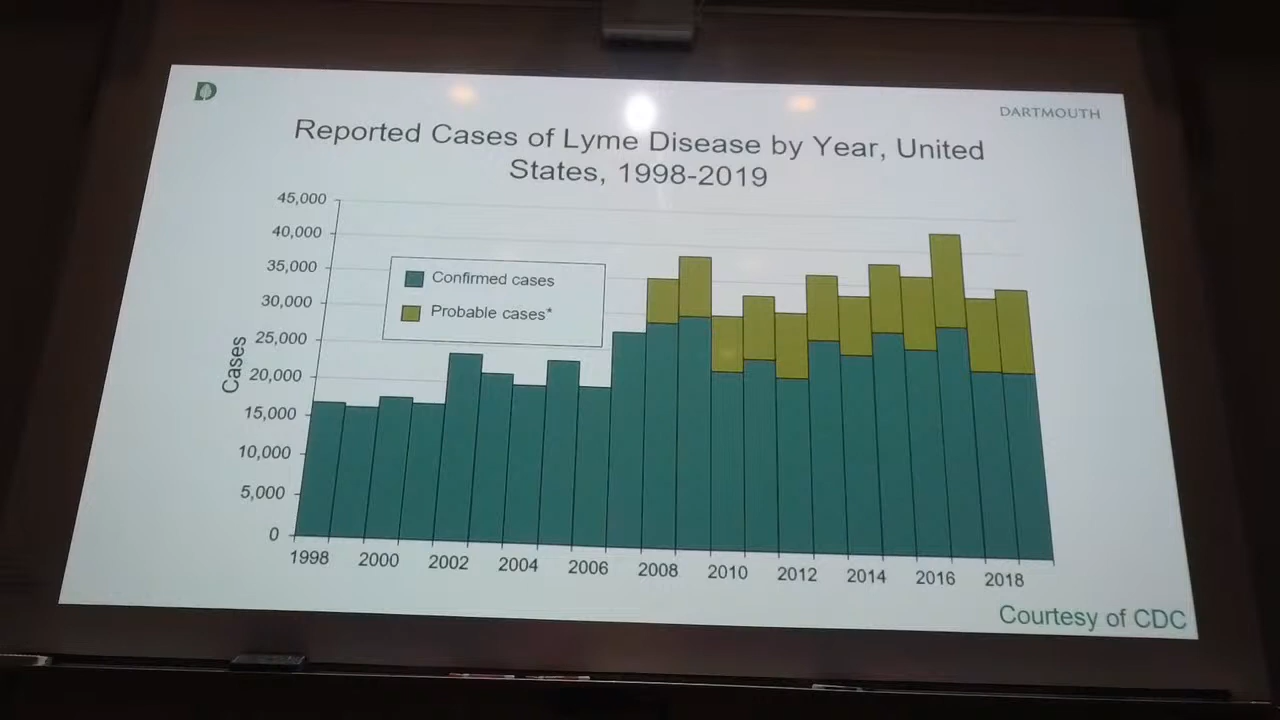 D
DARTMOUTH
Reported Cases of Lyme Disease by Year, United
States, 1998-2019
45,000
40,000
35,000
30,000
25,000
20,000
15,000
10,000
5,000
0
Cases
Confirmed cases
Probable cases*
1998 2000 2002 2004 2006 2008 2010 2012 2014 2016 2018
Courtesy of CDC